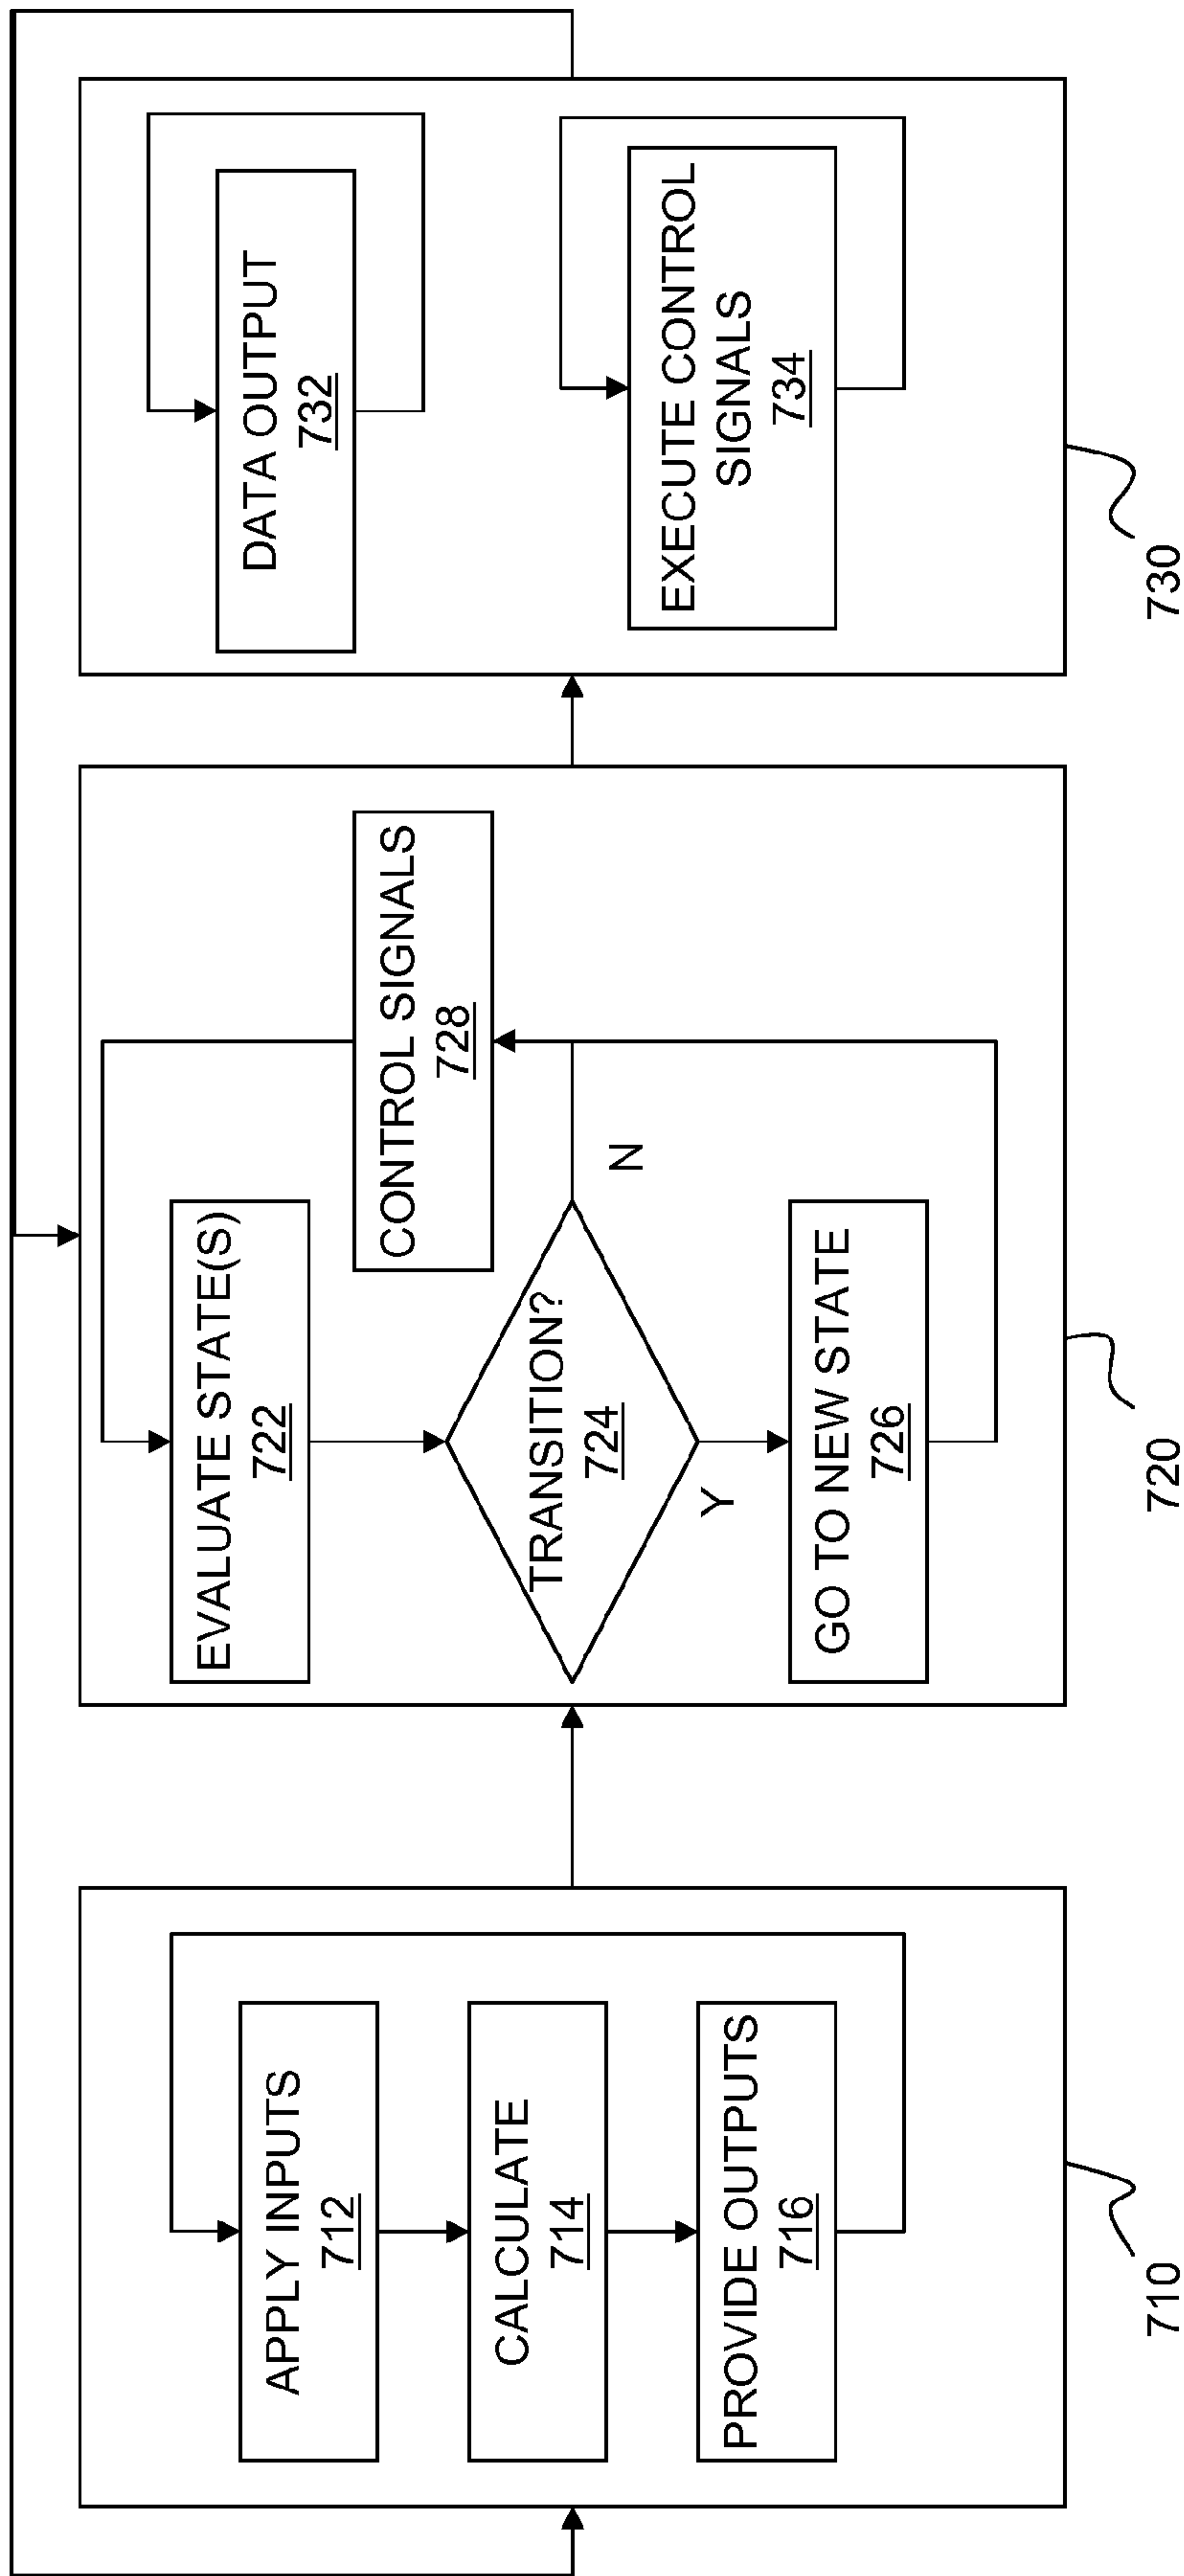 APPLY INPUTS
712
CALCULATE
714
PROVIDE OUTPUTS
716
710
EVALUATE STATE(S)
722
TRANSITION?
724
Y
N
GO TO NEW STATE
726
CONTROL SIGNALS
728
720
DATA OUTPUT
732
EXECUTE CONTROL
SIGNALS
734
730